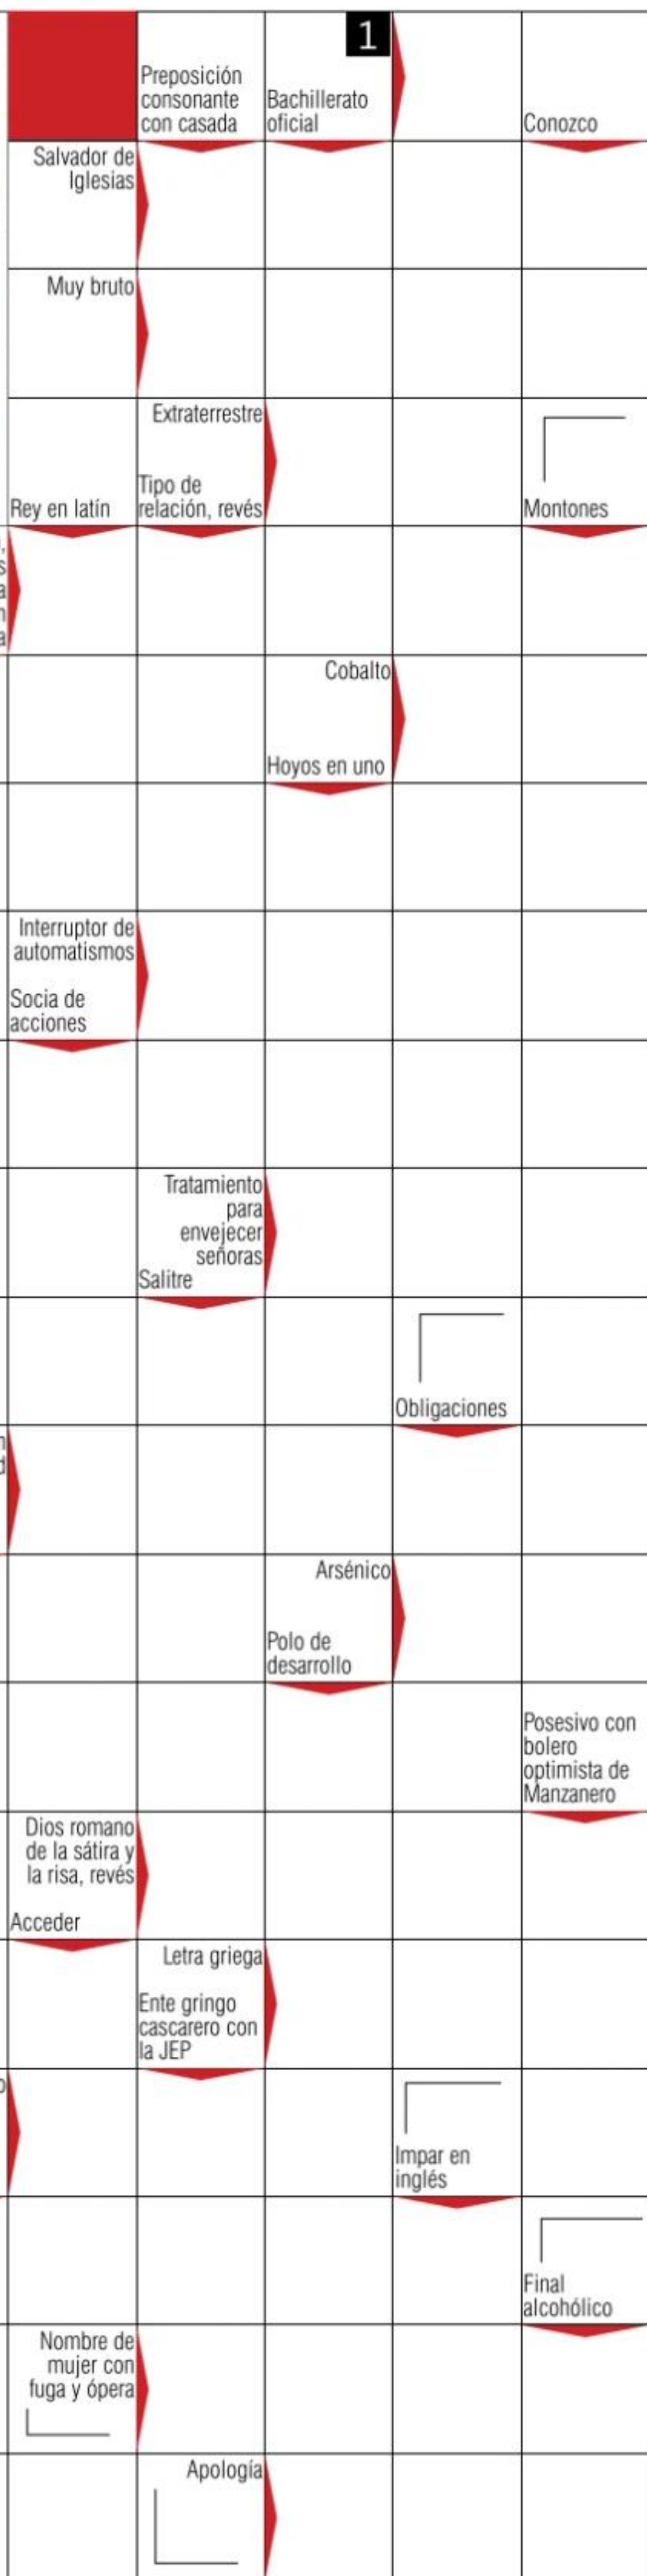 1
Preposición
consonante
con casada
Bachillerato
oficial
Conozco
Salvador de
Iglesias
Muy bruto
Rey en latín
Extraterrestre
Tipo de
relación, revés
Montones
,
s
a
n
a
Cobalto
Hoyos en uno
Interruptor de
automatismos
Socia de
acciones
Tratamiento
para
envejecer
señoras
Salitre
Obligaciones
n
d
Arsénico
Polo de
desarrollo
Posesivo con
bolero
optimista de
Manzanero
Dios romano
de la sátira y
la risa, revés
Acceder
Letra griega
Ente gringo
cascarero con
la JEP
o
Impar en
inglés
Final
alcohólico
Nombre de
mujer con
fuga y ópera
Apología